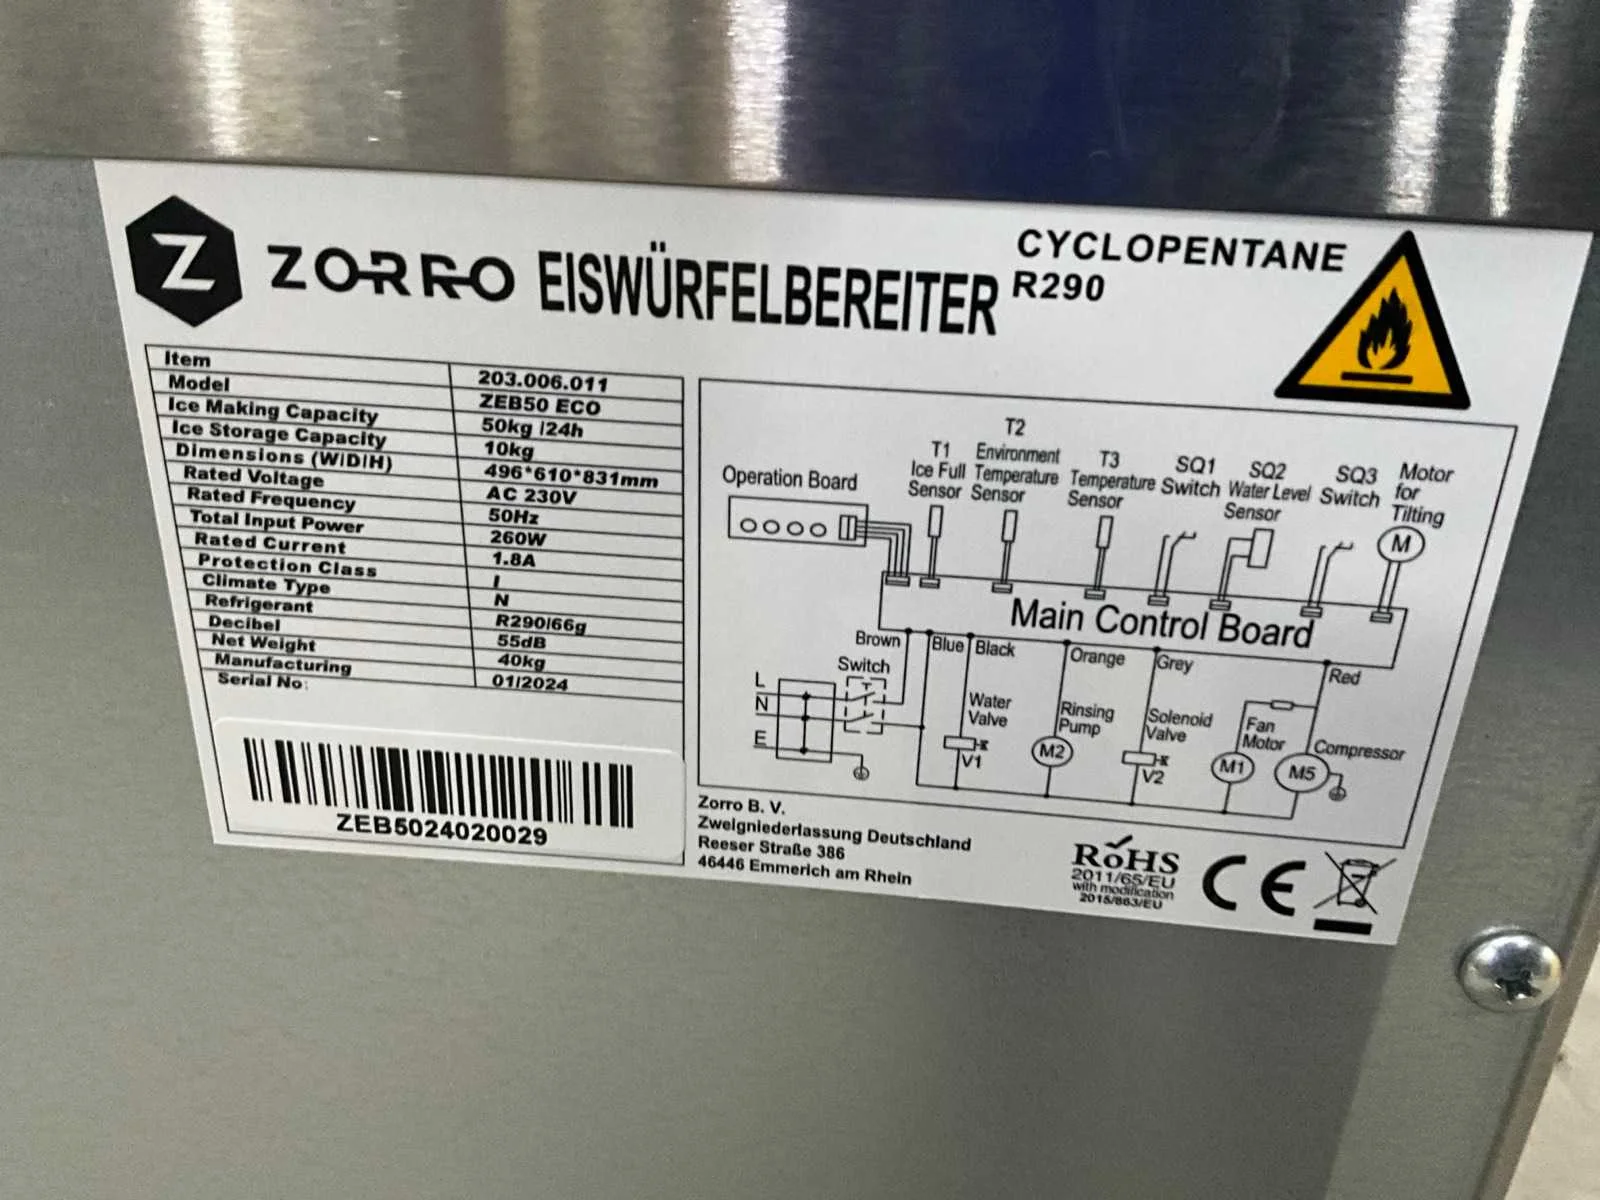 Z ZORRO EISWÜRFELBEREITER
CYCLOPENTANE
R290
Item 203.006.011
Model ZEB50 ECO
Ice Making Capacity 50kg /24h
Ice Storage Capacity 10kg
Dimensions (W/D/H) 496*610*831mm
Rated Voltage AC 230V
Rated Frequency 50Hz
Total Input Power 260W
Rated Current 1.8A
Protection Class I
Climate Type N
Refrigerant R290/66g
Decibel 55dB
Net Weight 40kg
Manufacturing 01/2024
Serial No:
ZEB5024020029
Operation Board
T1
Ice Full
Sensor
T2
Environment
Temperature
Sensor
T3
Temperature
Sensor
SQ1
Switch
SQ2
Water Level
Sensor
SQ3
Switch
Motor
for
Tilting
M
Main Control Board
Brown
Blue
Black
Orange
Grey
Red
Switch
L
N
E
Water
Valve
V1
Rinsing
Pump
M2
Solenoid
Valve
V2
Fan
Motor
M1
Compressor
M5
Zorro B. V.
Zweigniederlassung Deutschland
Reeser Straße 386
46446 Emmerich am Rhein
RoHS
2011/65/EU
with modification
2015/863/EU
CE